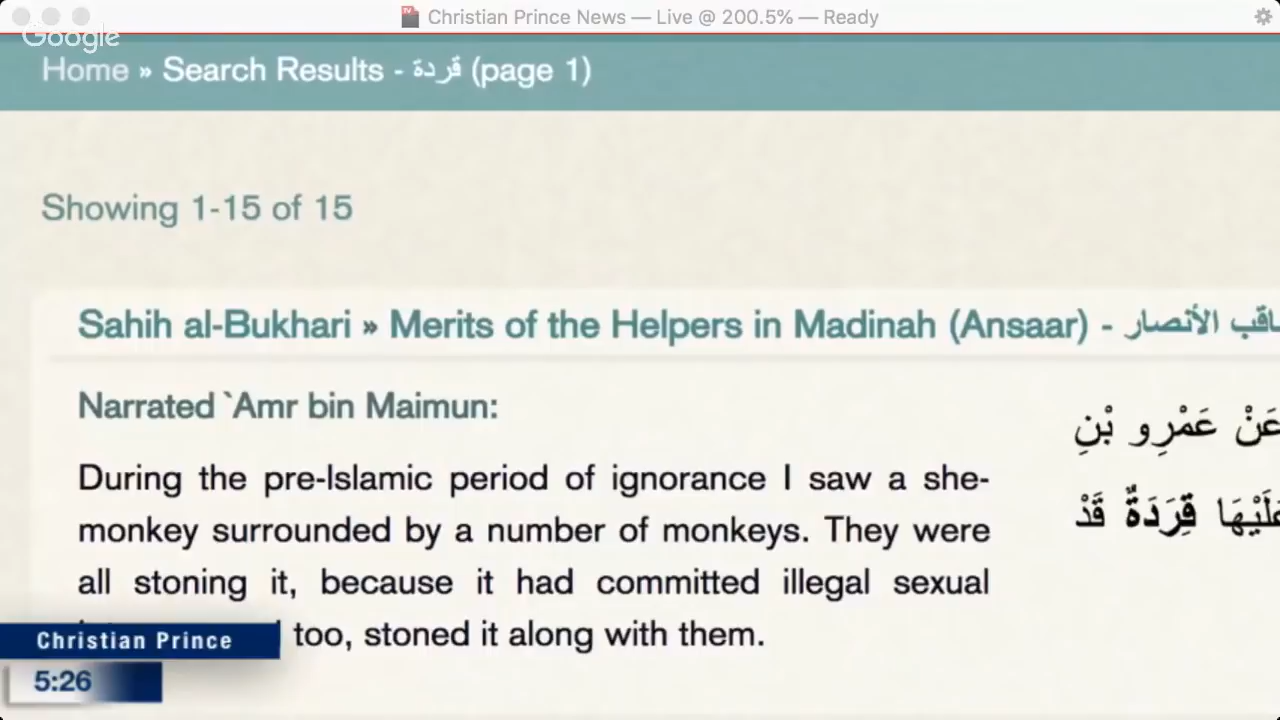 Christian Prince News — Live @ 200.5% — Ready
Google
Home » Search Results - قردة (page 1)
Showing 1-15 of 15
Sahih al-Bukhari » Merits of the Helpers in Madinah (Ansaar) - الأنصار
Narrated `Amr bin Maimun:
عَنْ عَمْرِو بْنِ
During the pre-Islamic period of ignorance I saw a she-
monkey surrounded by a number of monkeys. They were
قِرَدَةٌ قَدْ
all stoning it, because it had committed illegal sexual
too, stoned it along with them.
Christian Prince
5:26